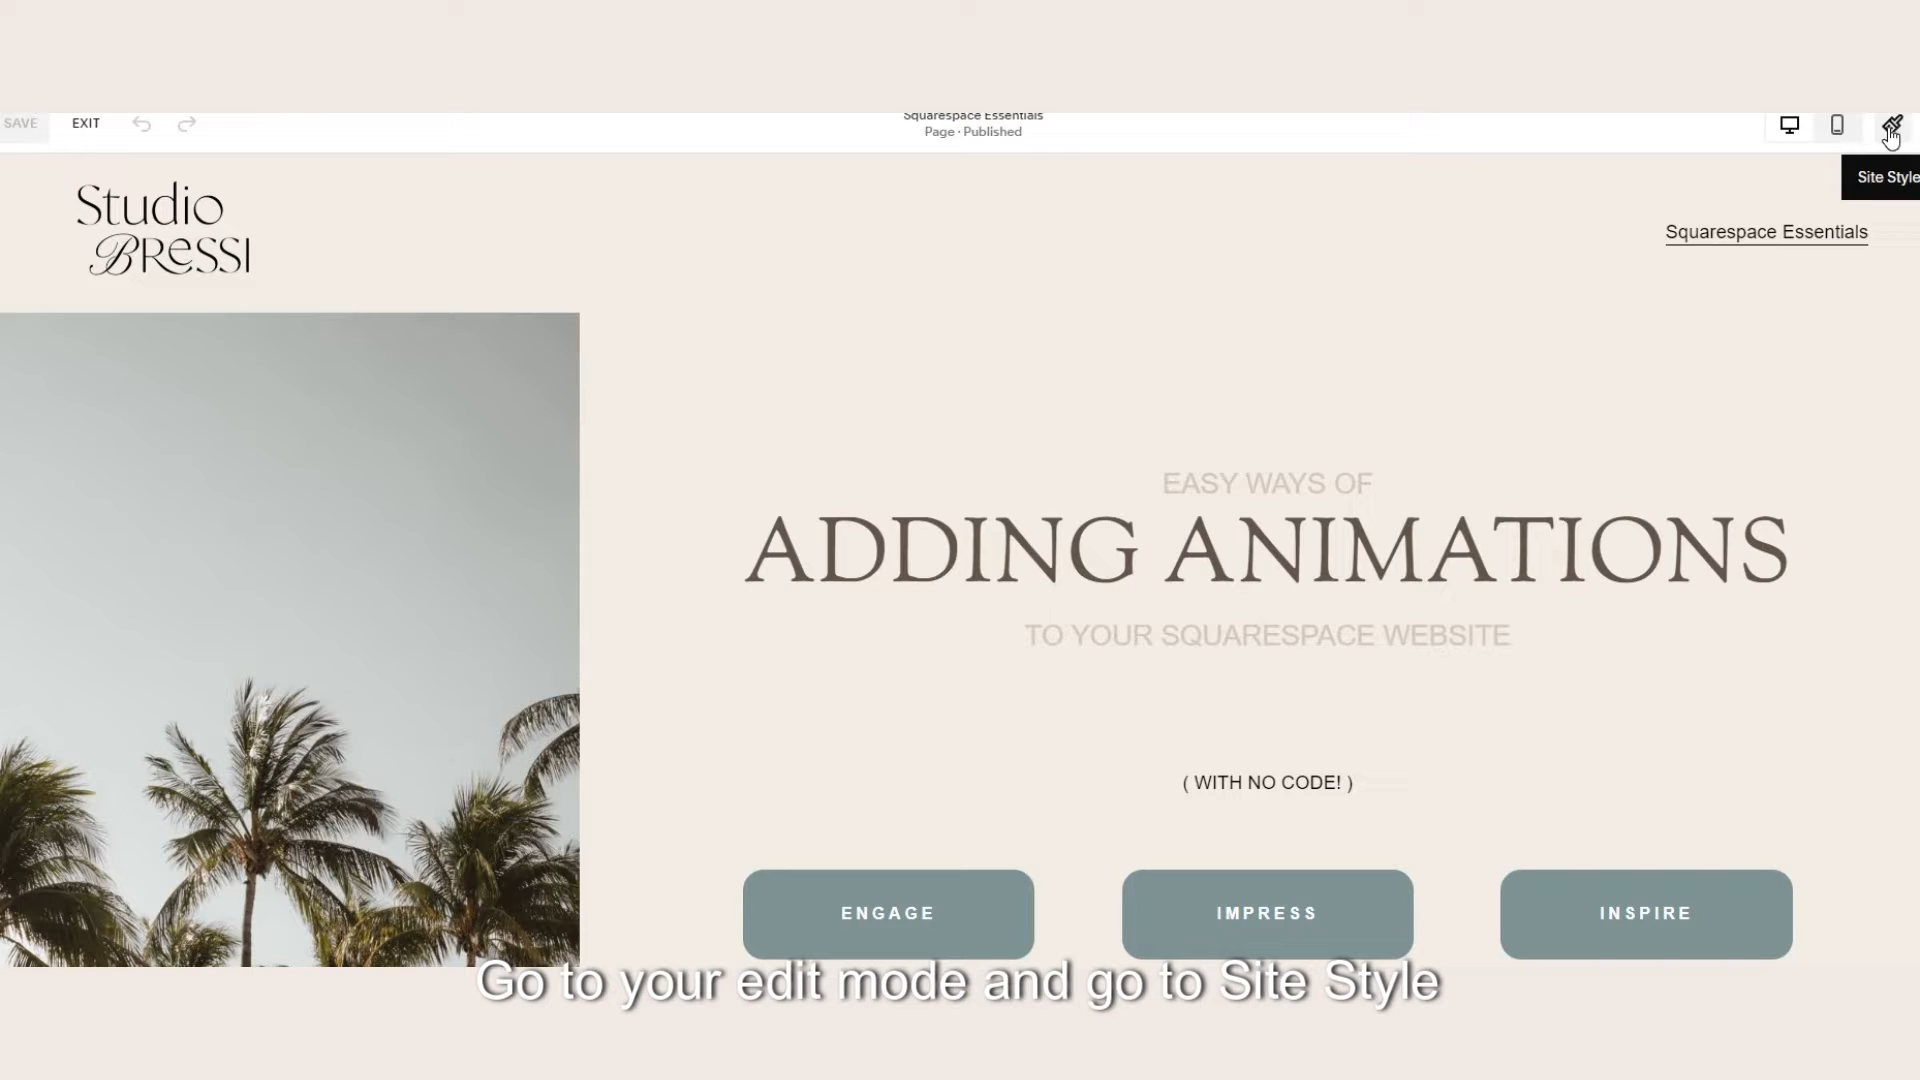 SAVE
EXIT
Squarespace Essentials
Page · Published
Site Style
Studio
BRESSI
Squarespace Essentials
EASY WAYS OF
ADDING ANIMATIONS
TO YOUR SQUARESPACE WEBSITE
( WITH NO CODE! )
ENGAGE
IMPRESS
INSPIRE
Go to your edit mode and go to Site Style